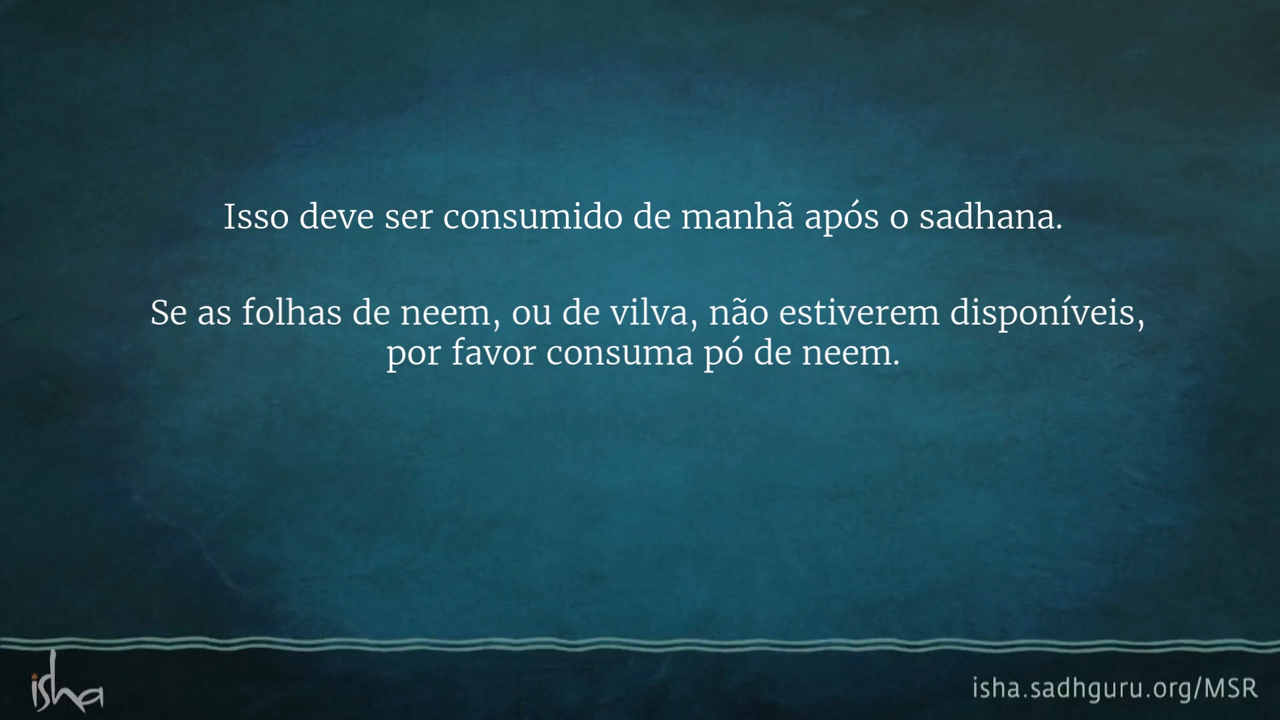 Isso deve ser consumido de manhã após o sadhana.
Se as folhas de neem, ou de vilva, não estiverem disponíveis,
por favor consuma pó de neem.
isha
isha.sadhguru.org/MSR